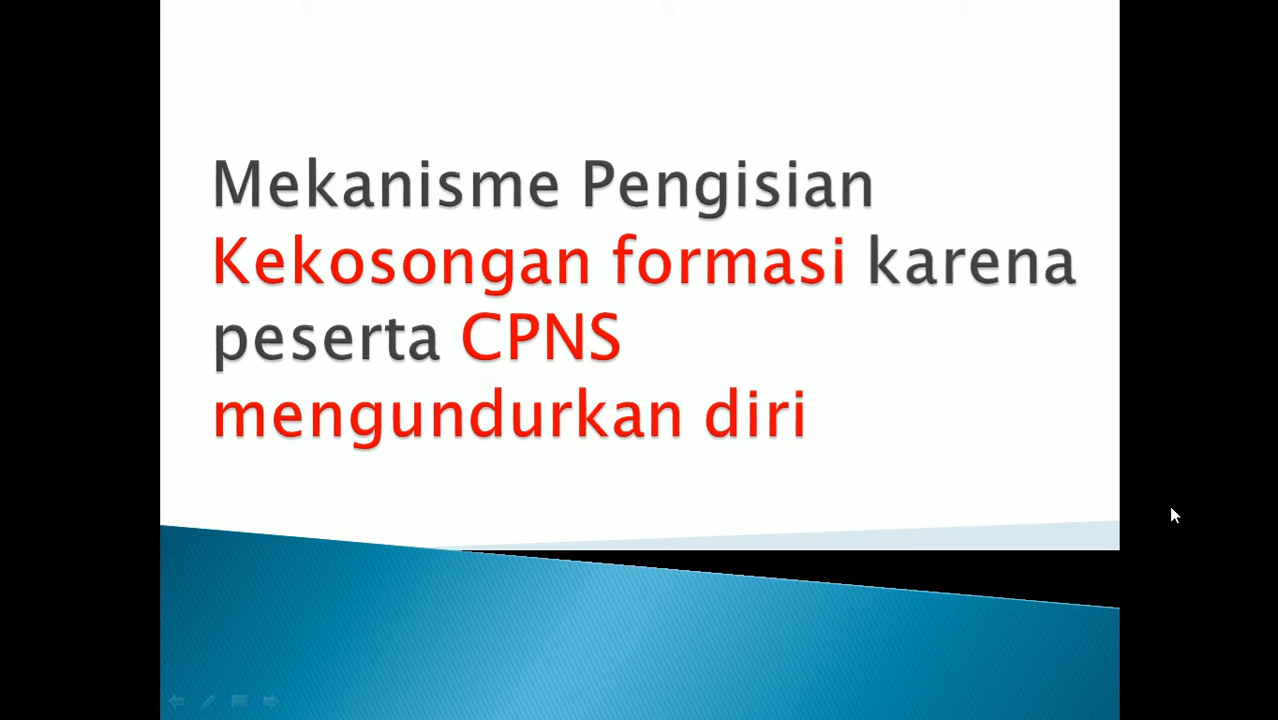 Mekanisme Pengisian
Kekosongan formasi karena
peserta CPNS
mengundurkan diri